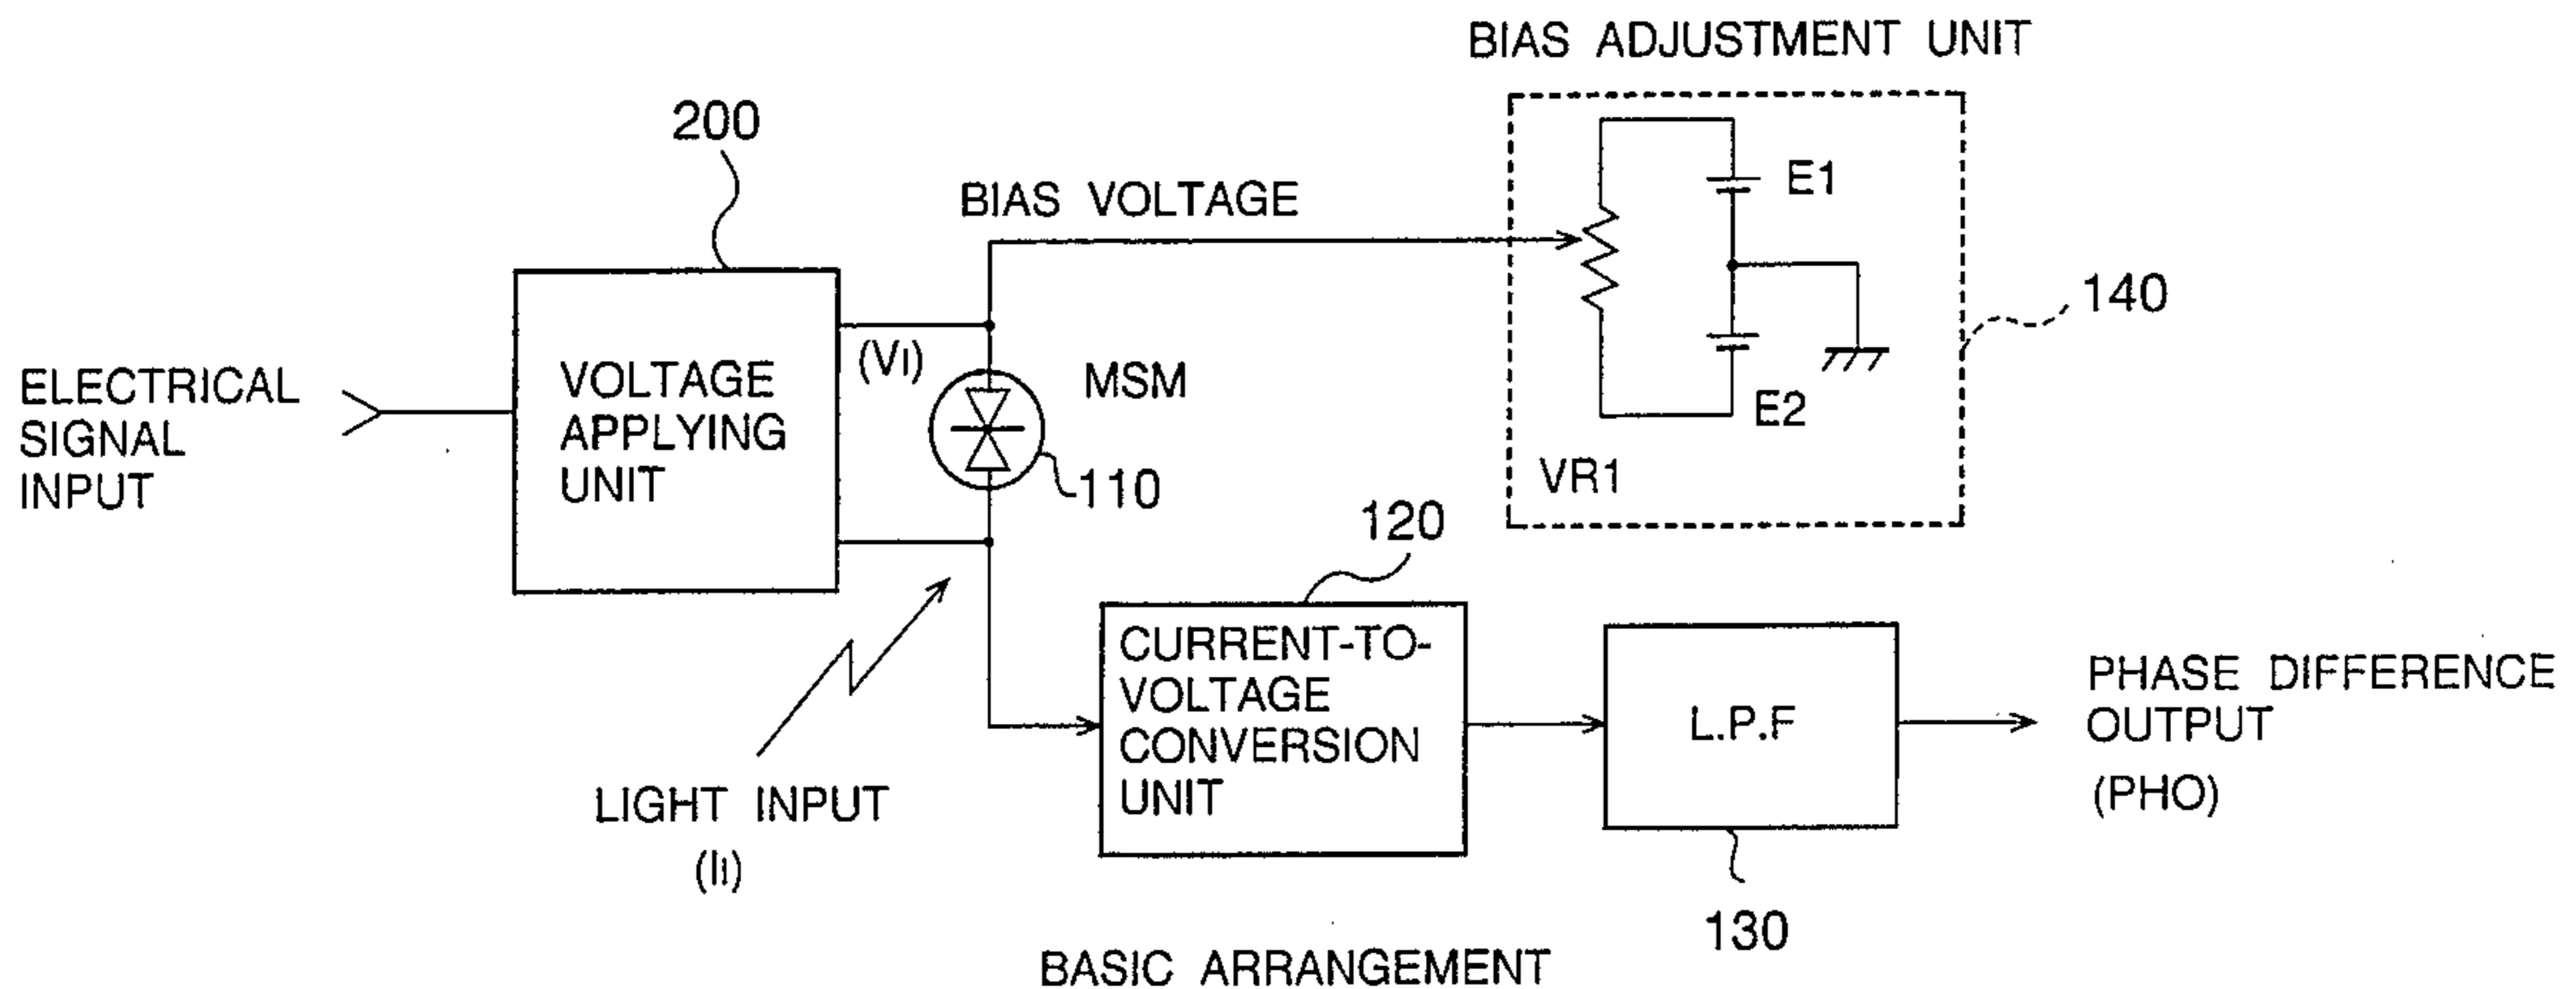 BIAS ADJUSTMENT UNIT
200
E1
BIAS VOLTAGE
140
(VI)
ELECTRICAL
SIGNAL
INPUT
VOLTAGE
APPLYING
UNIT
MSM
E2
110
VR1
120
CURRENT-TO-
VOLTAGE
CONVERSION
UNIT
L.P.F
PHASE DIFFERENCE
OUTPUT
(PHO)
LIGHT INPUT
(II)
130
BASIC ARRANGEMENT